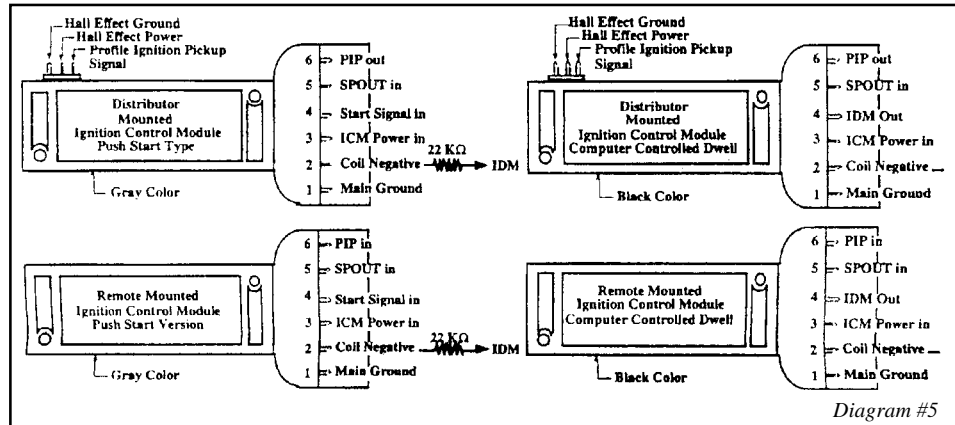 Hall Effect Ground
Hall Effect Power
Profile Ignition Pickup
Signal
Distributor
Mounted
Ignition Control Module
Push Start Type
Gray Color
6 PIP out
5 SPOUT in
4 Start Signal in
3 ICM Power in
2 Coil Negative 22 KΩ IDM
1 Main Ground
Hall Effect Ground
Hall Effect Power
Profile Ignition Pickup
Signal
Distributor
Mounted
Ignition Control Module
Computer Controlled Dwell
Black Color
6 PIP out
5 SPOUT in
4 IDM Out
3 ICM Power in
2 Coil Negative
1 Main Ground
Remote Mounted
Ignition Control Module
Push Start Version
Gray Color
6 PIP in
5 SPOUT in
4 Start Signal in
3 ICM Power in
2 Coil Negative 22 KΩ IDM
1 Main Ground
Remote Mounted
Ignition Control Module
Computer Controlled Dwell
Black Color
6 PIP in
5 SPOUT in
4 IDM Out
3 ICM Power in
2 Coil Negative
1 Main Ground
Diagram #5